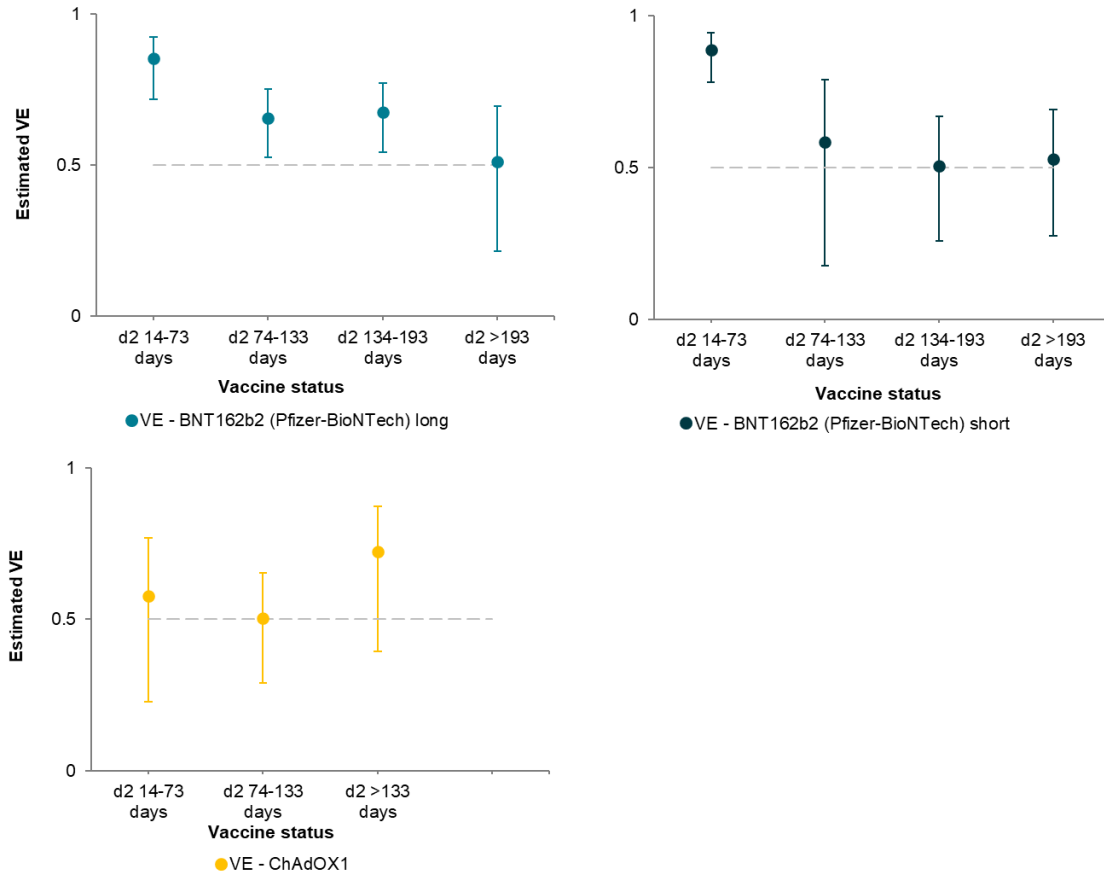 1
Estimated VE
0.5
0
d2 14-73 days
d2 74-133 days
d2 134-193 days
d2 >193 days
Vaccine status
VE - BNT162b2 (Pfizer-BioNTech) long
1
0.5
0
d2 14-73 days
d2 74-133 days
d2 134-193 days
d2 >193 days
Vaccine status
VE - BNT162b2 (Pfizer-BioNTech) short
1
Estimated VE
0.5
0
d2 14-73 days
d2 74-133 days
d2 >133 days
Vaccine status
VE - ChAdOX1